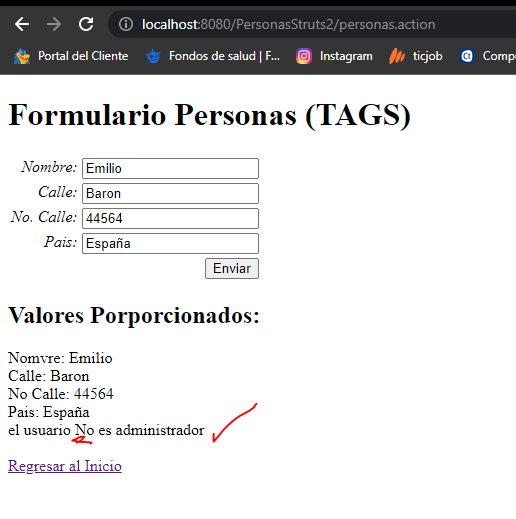 localhost:8080/PersonasStruts2/personas.action
Portal del Cliente Fondos de salud | F... Instagram ticjob Compu
Formulario Personas (TAGS)
Nombre: Emilio
Calle: Baron
No. Calle: 44564
Pais: España
Enviar
Valores Porporcionados:
Nomvre: Emilio
Calle: Baron
No Calle: 44564
Pais: España
el usuario No es administrador
Regresar al Inicio